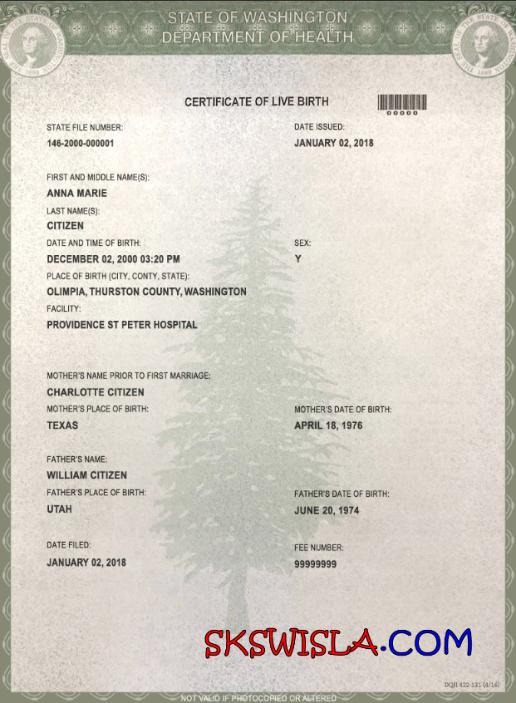 STATE OF WASHINGTON
DEPARTMENT OF HEALTH
CERTIFICATE OF LIVE BIRTH
00000
STATE FILE NUMBER: DATE ISSUED:
146-2000-000001 JANUARY 02, 2018
FIRST AND MIDDLE NAME(S):
ANNA MARIE
LAST NAME(S):
CITIZEN
DATE AND TIME OF BIRTH: SEX:
DECEMBER 02, 2000 03:20 PM Y
PLACE OF BIRTH (CITY, CONTY, STATE):
OLIMPIA, THURSTON COUNTY, WASHINGTON
FACILITY:
PROVIDENCE ST PETER HOSPITAL
MOTHER'S NAME PRIOR TO FIRST MARRIAGE:
CHARLOTTE CITIZEN
MOTHER'S PLACE OF BIRTH: MOTHER'S DATE OF BIRTH:
TEXAS APRIL 18, 1976
FATHER'S NAME:
WILLIAM CITIZEN
FATHER'S PLACE OF BIRTH: FATHER'S DATE OF BIRTH:
UTAH JUNE 20, 1974
DATE FILED: FEE NUMBER:
JANUARY 02, 2018 99999999
SKSWISLA.COM
NOT VALID IF PHOTOCOPIED OR ALTERED